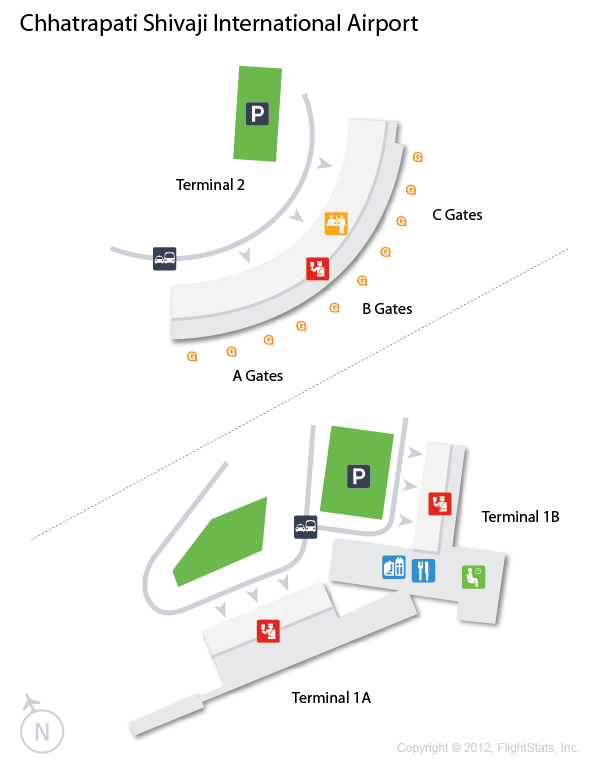 Chhatrapati Shivaji International Airport
P
Terminal 2
G
G
C Gates
G
G
G
G
B Gates
G
G
G
G
A Gates
P
Terminal 1B
Terminal 1A
N
Copyright © 2012, FlightStats, Inc.